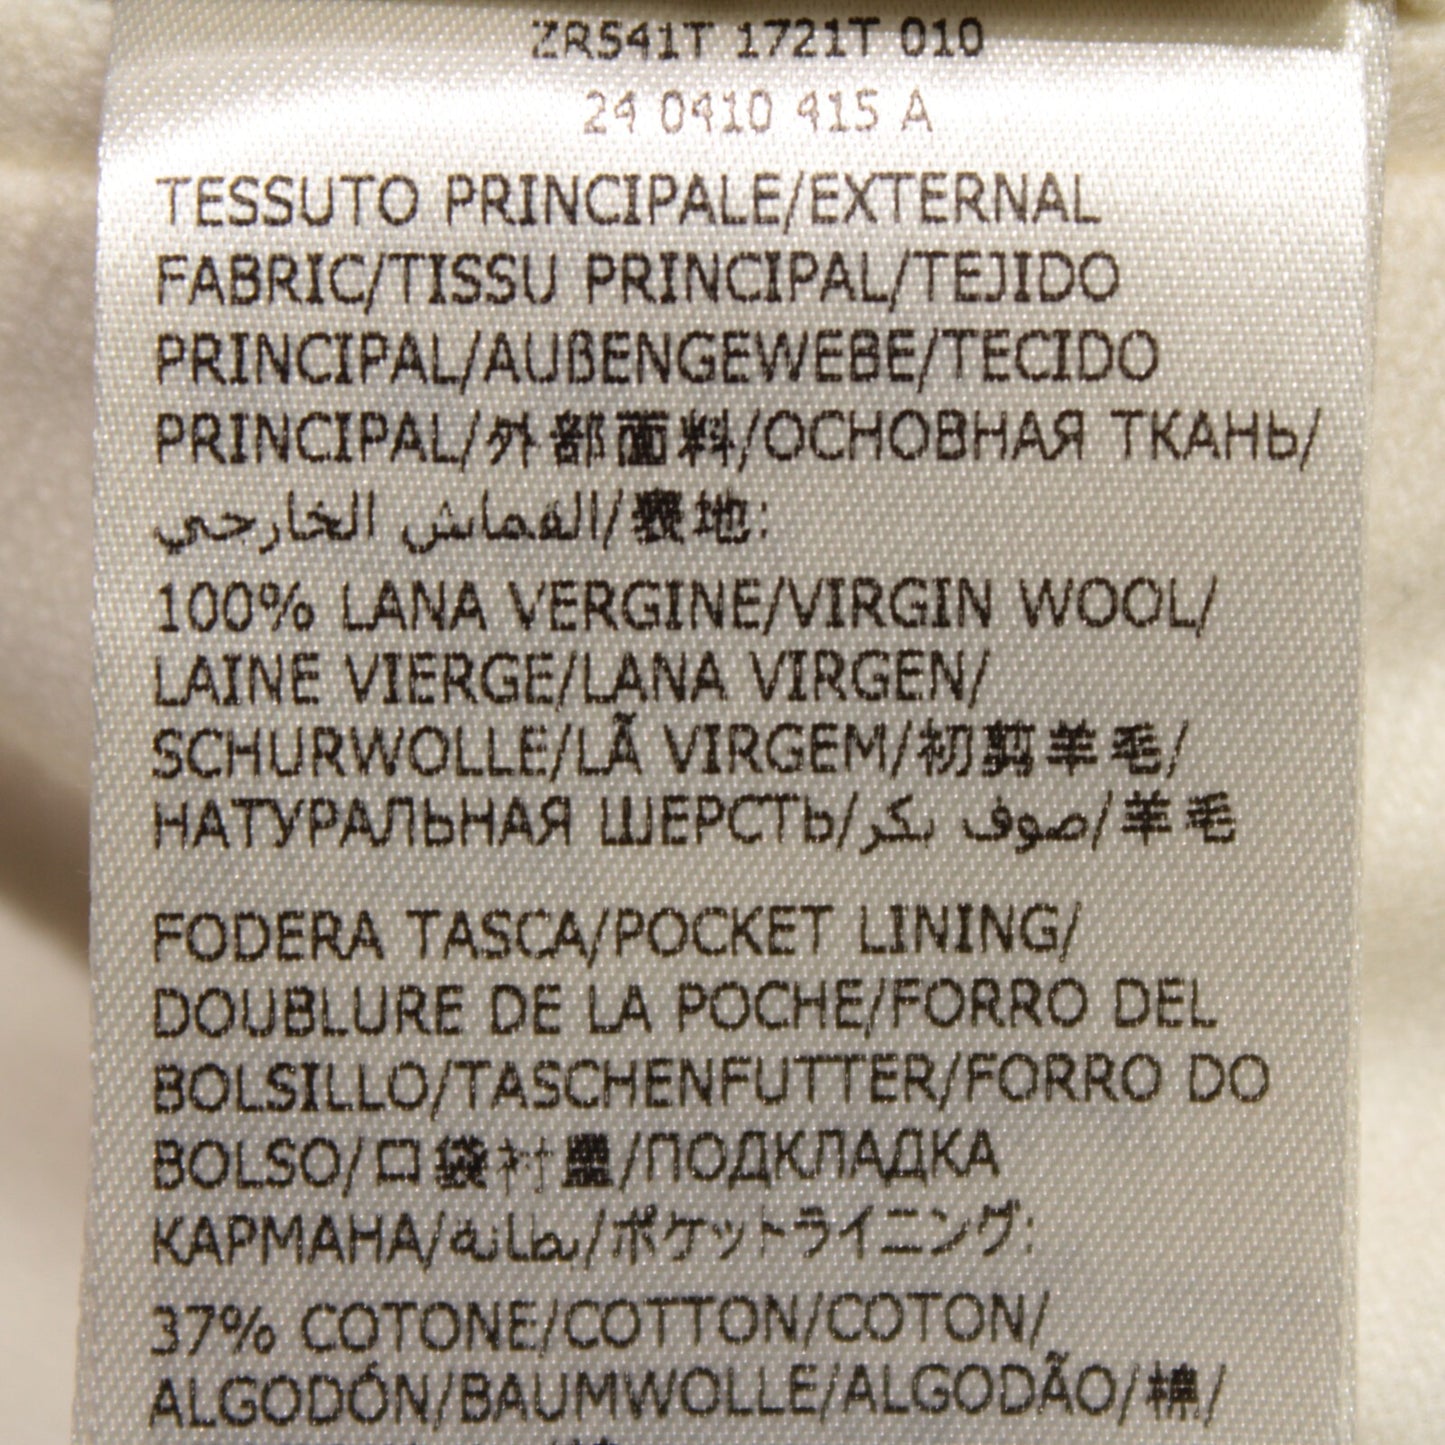 ZR541T 1721T 010
24 0410 415 A
TESSUTO PRINCIPALE/EXTERNAL
FABRIC/TISSU PRINCIPAL/TEJIDO
PRINCIPAL/AUßENGEWEBE/TECIDO
PRINCIPAL/外部面料/ОСНОВНАЯ ТКАНЬ/
القماش الخارجي/表地:
100% LANA VERGINE/VIRGIN WOOL/
LAINE VIERGE/LANA VIRGEN/
SCHURWOLLE/LÃ VIRGEM/初剪羊毛/
НАТУРАЛЬНАЯ ШЕРСТЬ/صوف بكر/羊毛
FODERA TASCA/POCKET LINING/
DOUBLURE DE LA POCHE/FORRO DEL
BOLSILLO/TASCHENFUTTER/FORRO DO
BOLSO/口袋衬里/ПОДКЛАДКА
КАРМАНА/بطانة/ポケットライニング:
37% COTONE/COTTON/COTON/
ALGODÓN/BAUMWOLLE/ALGODÃO/棉/